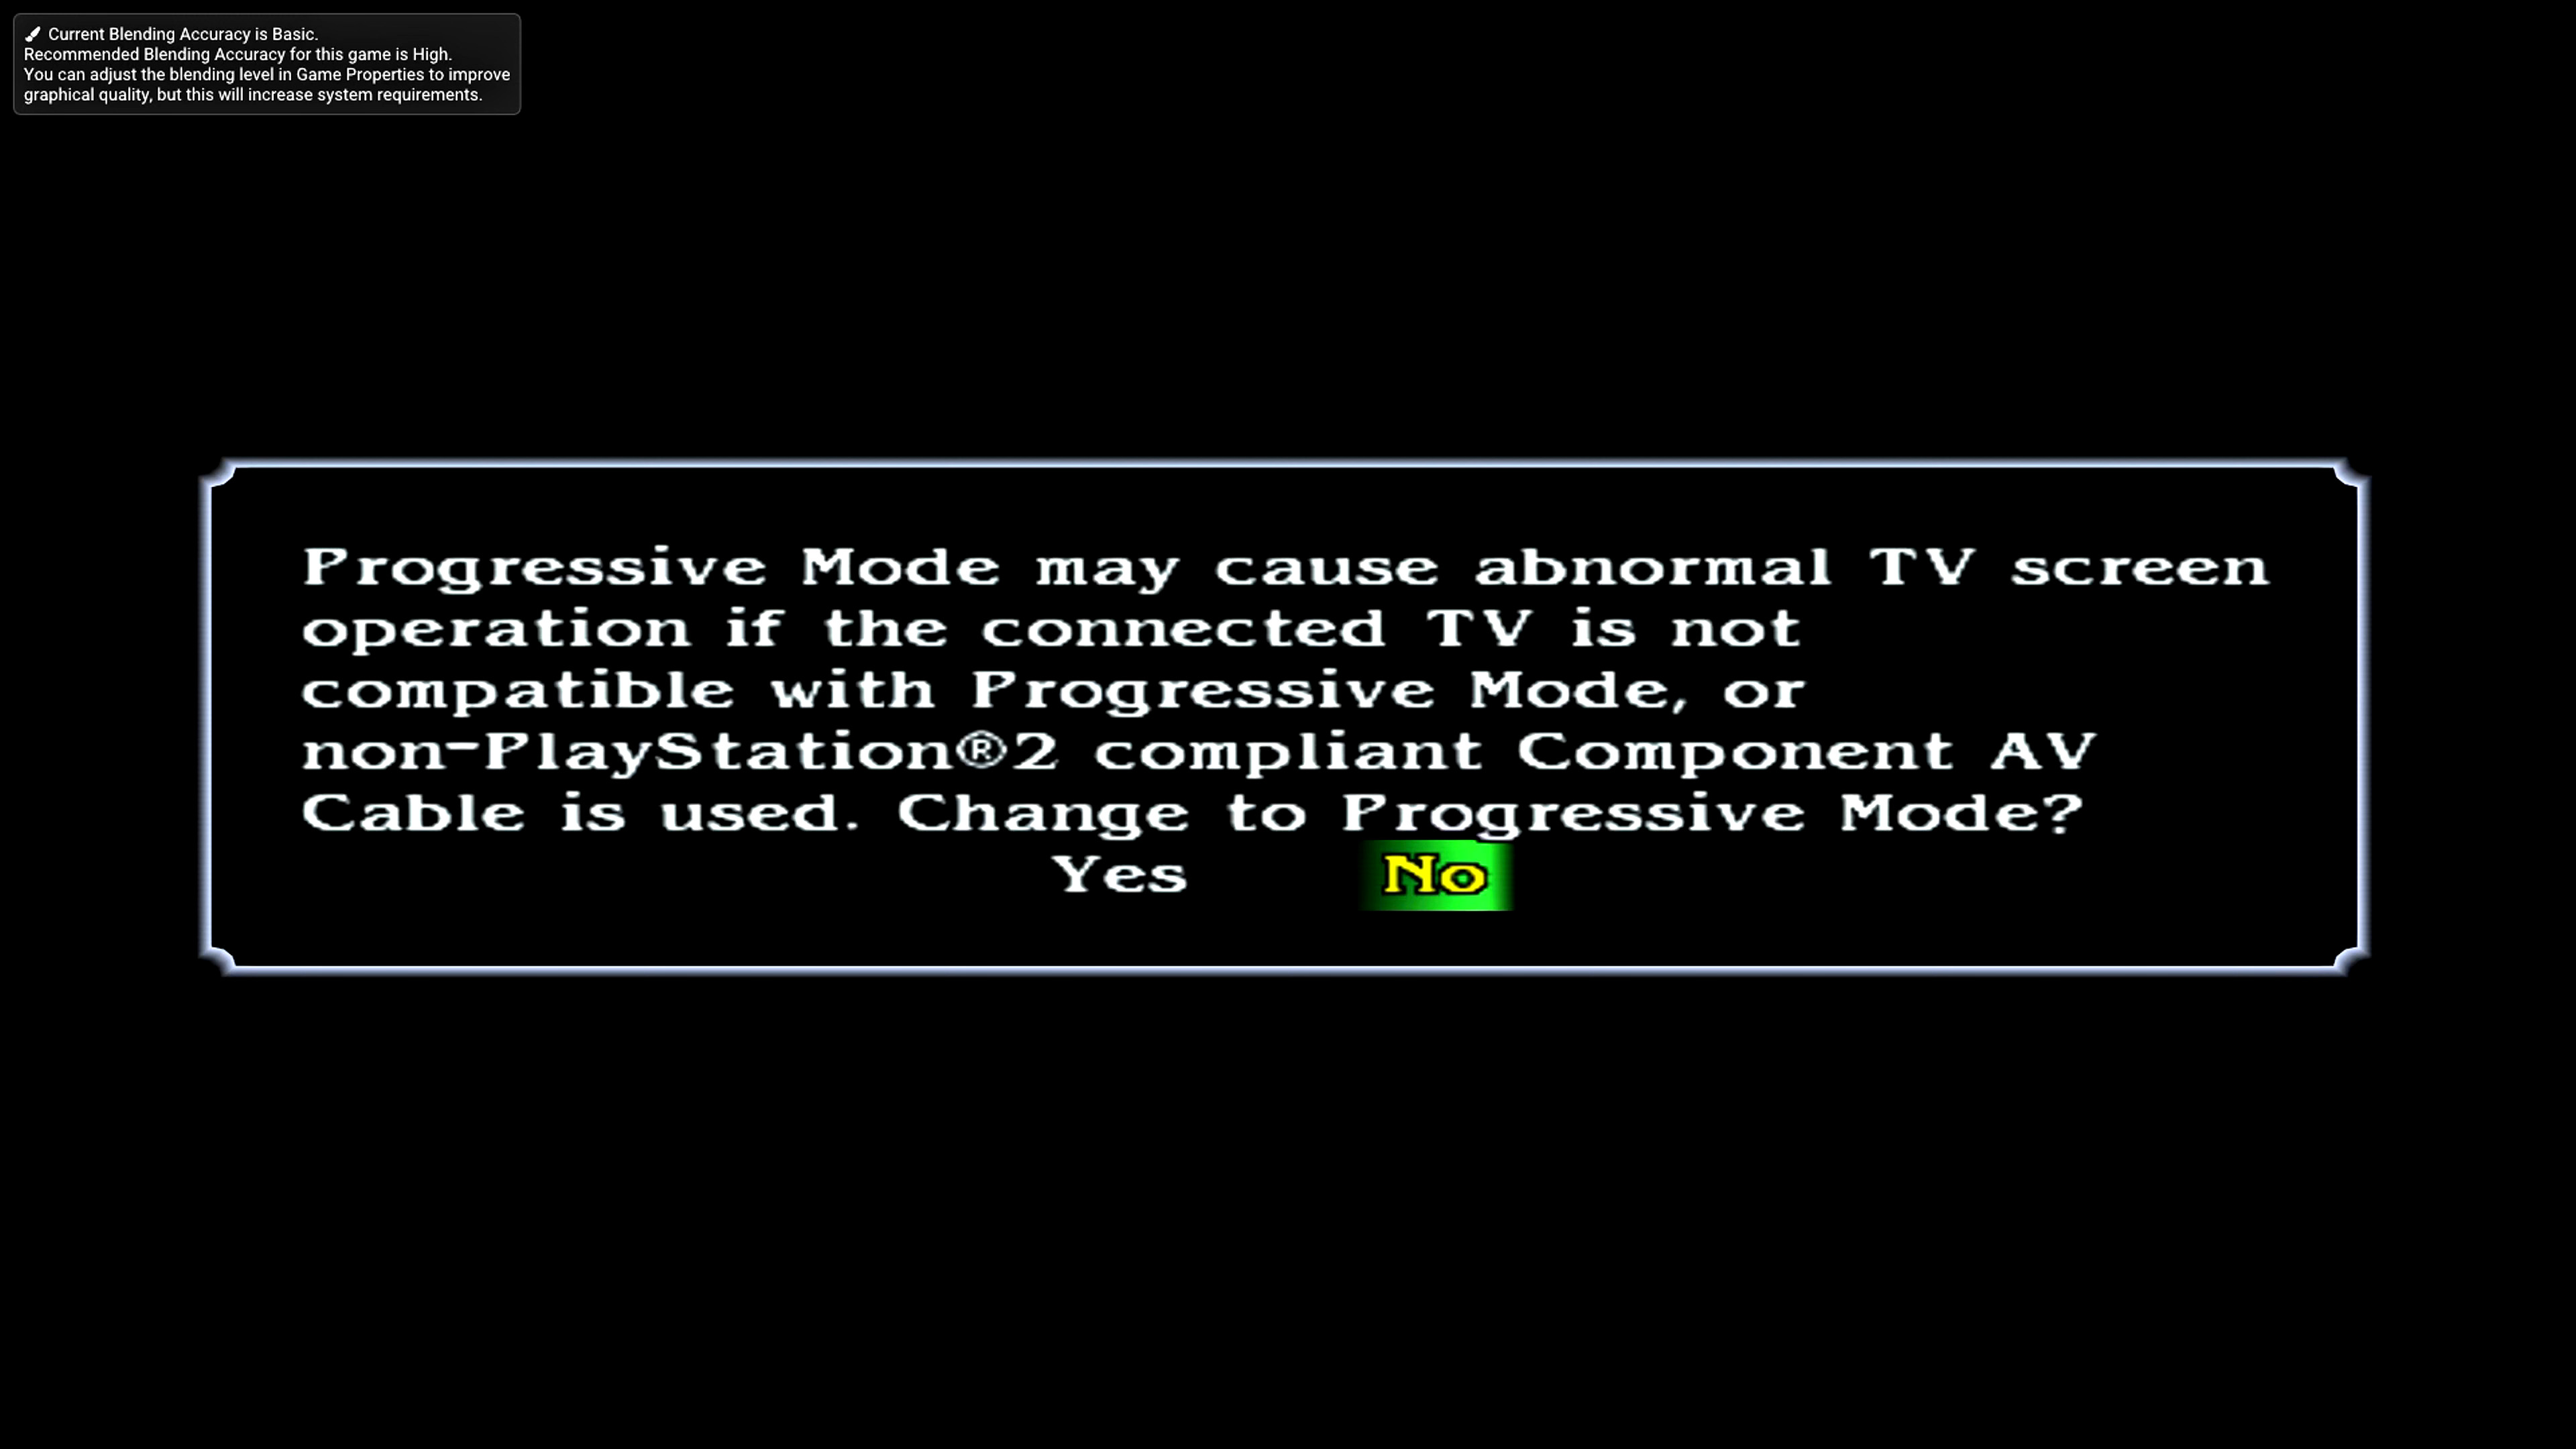 Current Blending Accuracy is Basic.
Recommended Blending Accuracy for this game is High.
You can adjust the blending level in Game Properties to improve
graphical quality, but this will increase system requirements.
Progressive Mode may cause abnormal TV screen
operation if the connected TV is not
compatible with Progressive Mode, or
non-PlayStation®2 compliant Component AV
Cable is used. Change to Progressive Mode?
Yes No